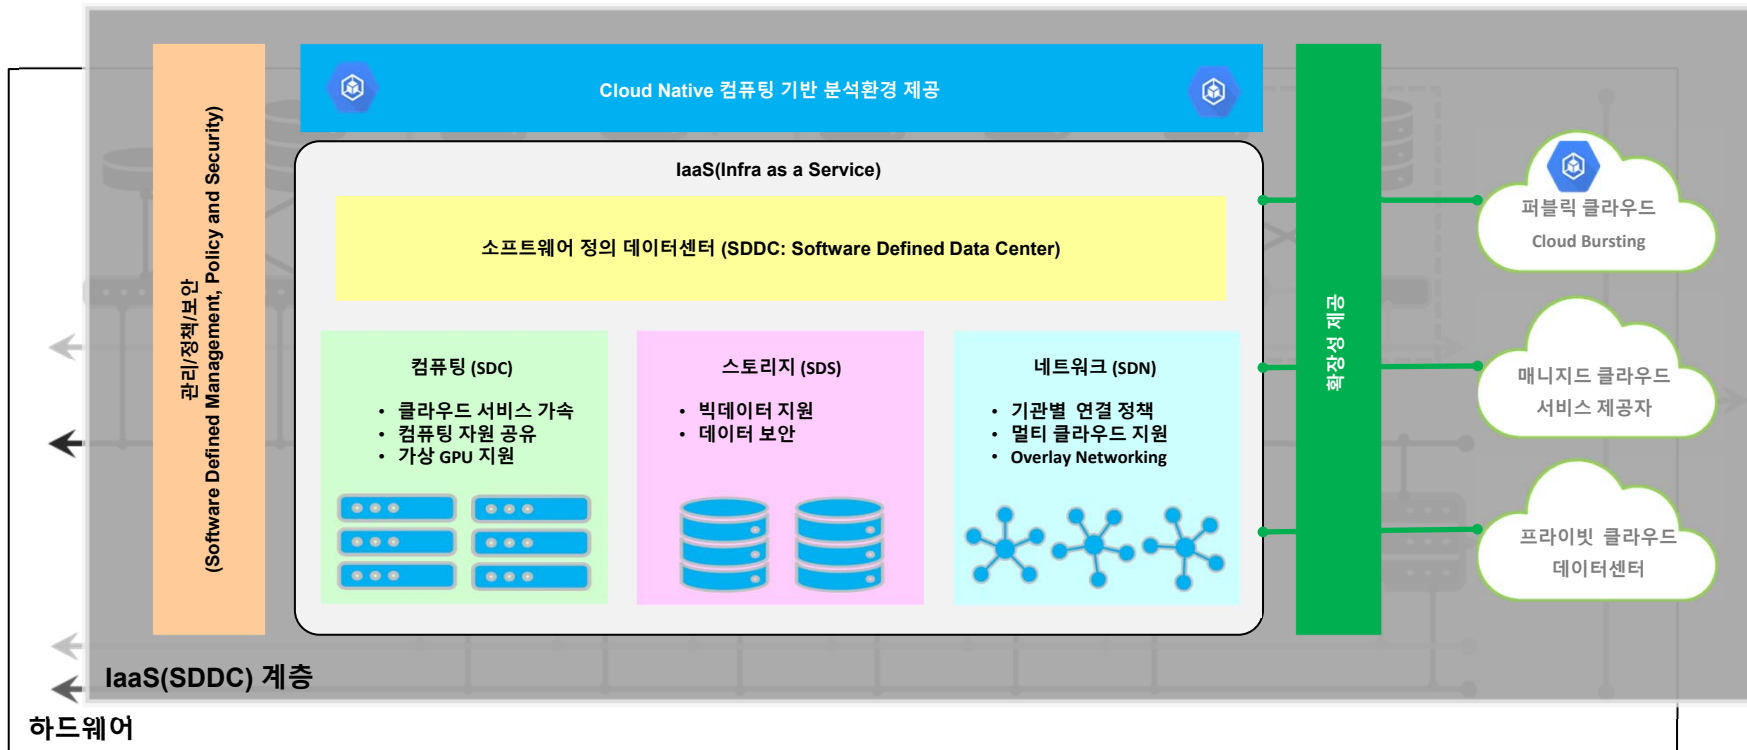 Cloud Native 컴퓨팅 기반 분석환경 제공
관리/정책/보안
(Software Defined Management, Policy and Security)
IaaS(Infra as a Service)
소프트웨어 정의 데이터센터 (SDDC: Software Defined Data Center)
컴퓨팅 (SDC)
• 클라우드 서비스 가속
• 컴퓨팅 자원 공유
• 가상 GPU 지원
스토리지 (SDS)
• 빅데이터 지원
• 데이터 보안
네트워크 (SDN)
• 기관별 연결 정책
• 멀티 클라우드 지원
• Overlay Networking
확장성 제공
퍼블릭 클라우드
Cloud Bursting
매니지드 클라우드
서비스 제공자
프라이빗 클라우드
데이터센터
IaaS(SDDC) 계층
하드웨어